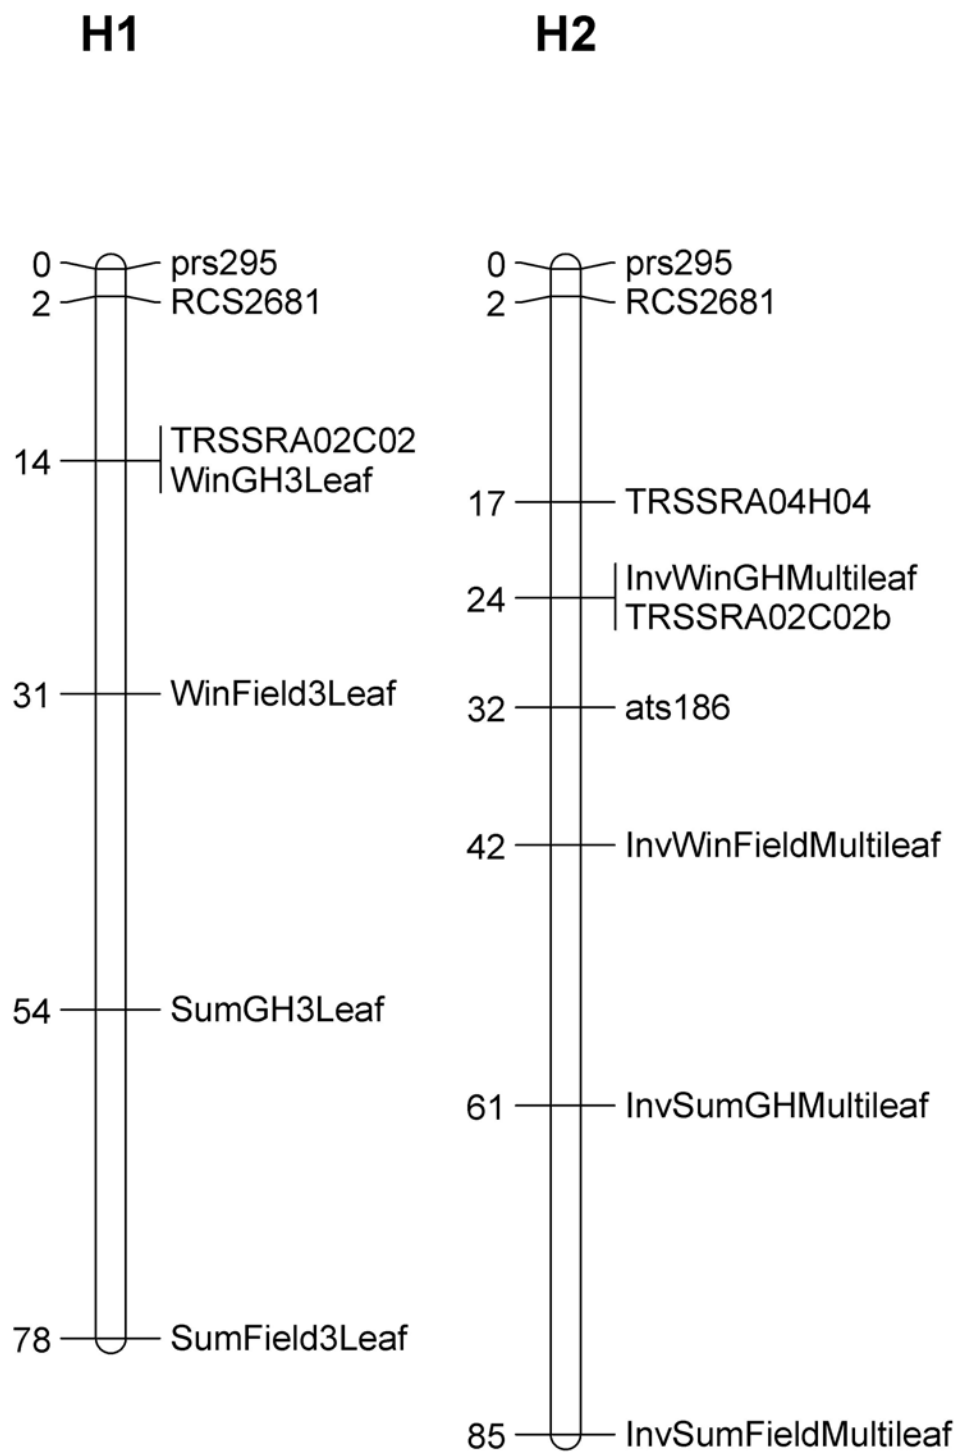 H1
0 prs295
2 RCS2681
14 TRSSRA02C02
WinGH3Leaf
31 WinField3Leaf
54 SumGH3Leaf
78 SumField3Leaf
H2
0 prs295
2 RCS2681
17 TRSSRA04H04
24 InvWinGHMultileaf
TRSSRA02C02b
32 ats186
42 InvWinFieldMultileaf
61 InvSumGHMultileaf
85 InvSumFieldMultileaf